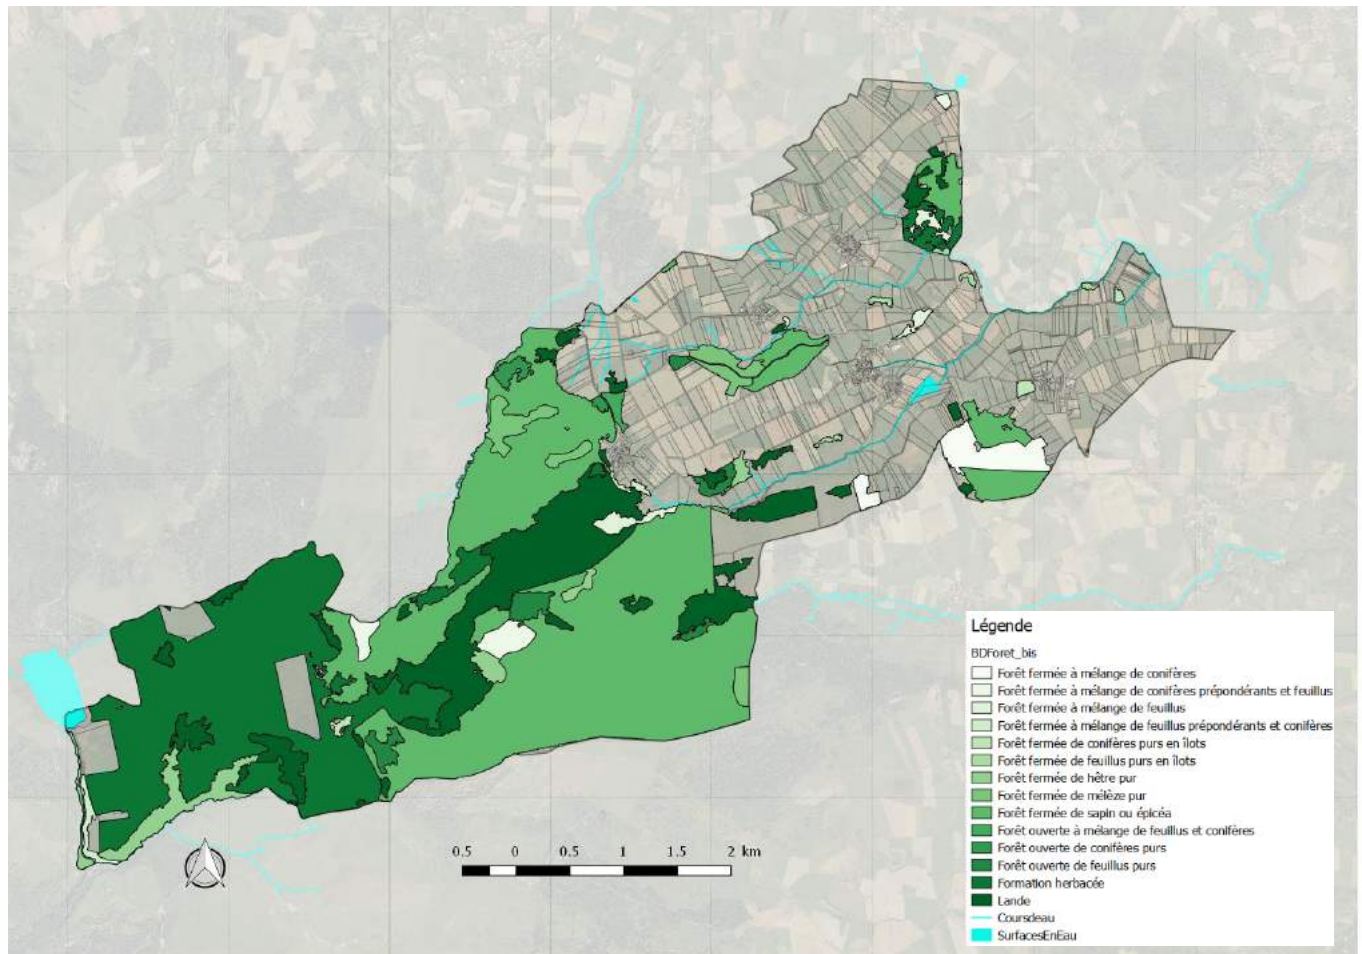 0.5 0 0.5 1 1.5 2 km
Légende
BDForet_bis
Forêt fermée à mélange de conifères
Forêt fermée à mélange de conifères prépondérants et feuillus
Forêt fermée à mélange de feuillus
Forêt fermée à mélange de feuillus prépondérants et conifères
Forêt fermée de conifères purs en îlots
Forêt fermée de feuillus purs en îlots
Forêt fermée de hêtre pur
Forêt fermée de mélèze pur
Forêt fermée de sapin ou épicéa
Forêt ouverte à mélange de feuillus et conifères
Forêt ouverte de conifères purs
Forêt ouverte de feuillus purs
Formation herbacée
Lande
Coursdeau
SurfacesEnEau